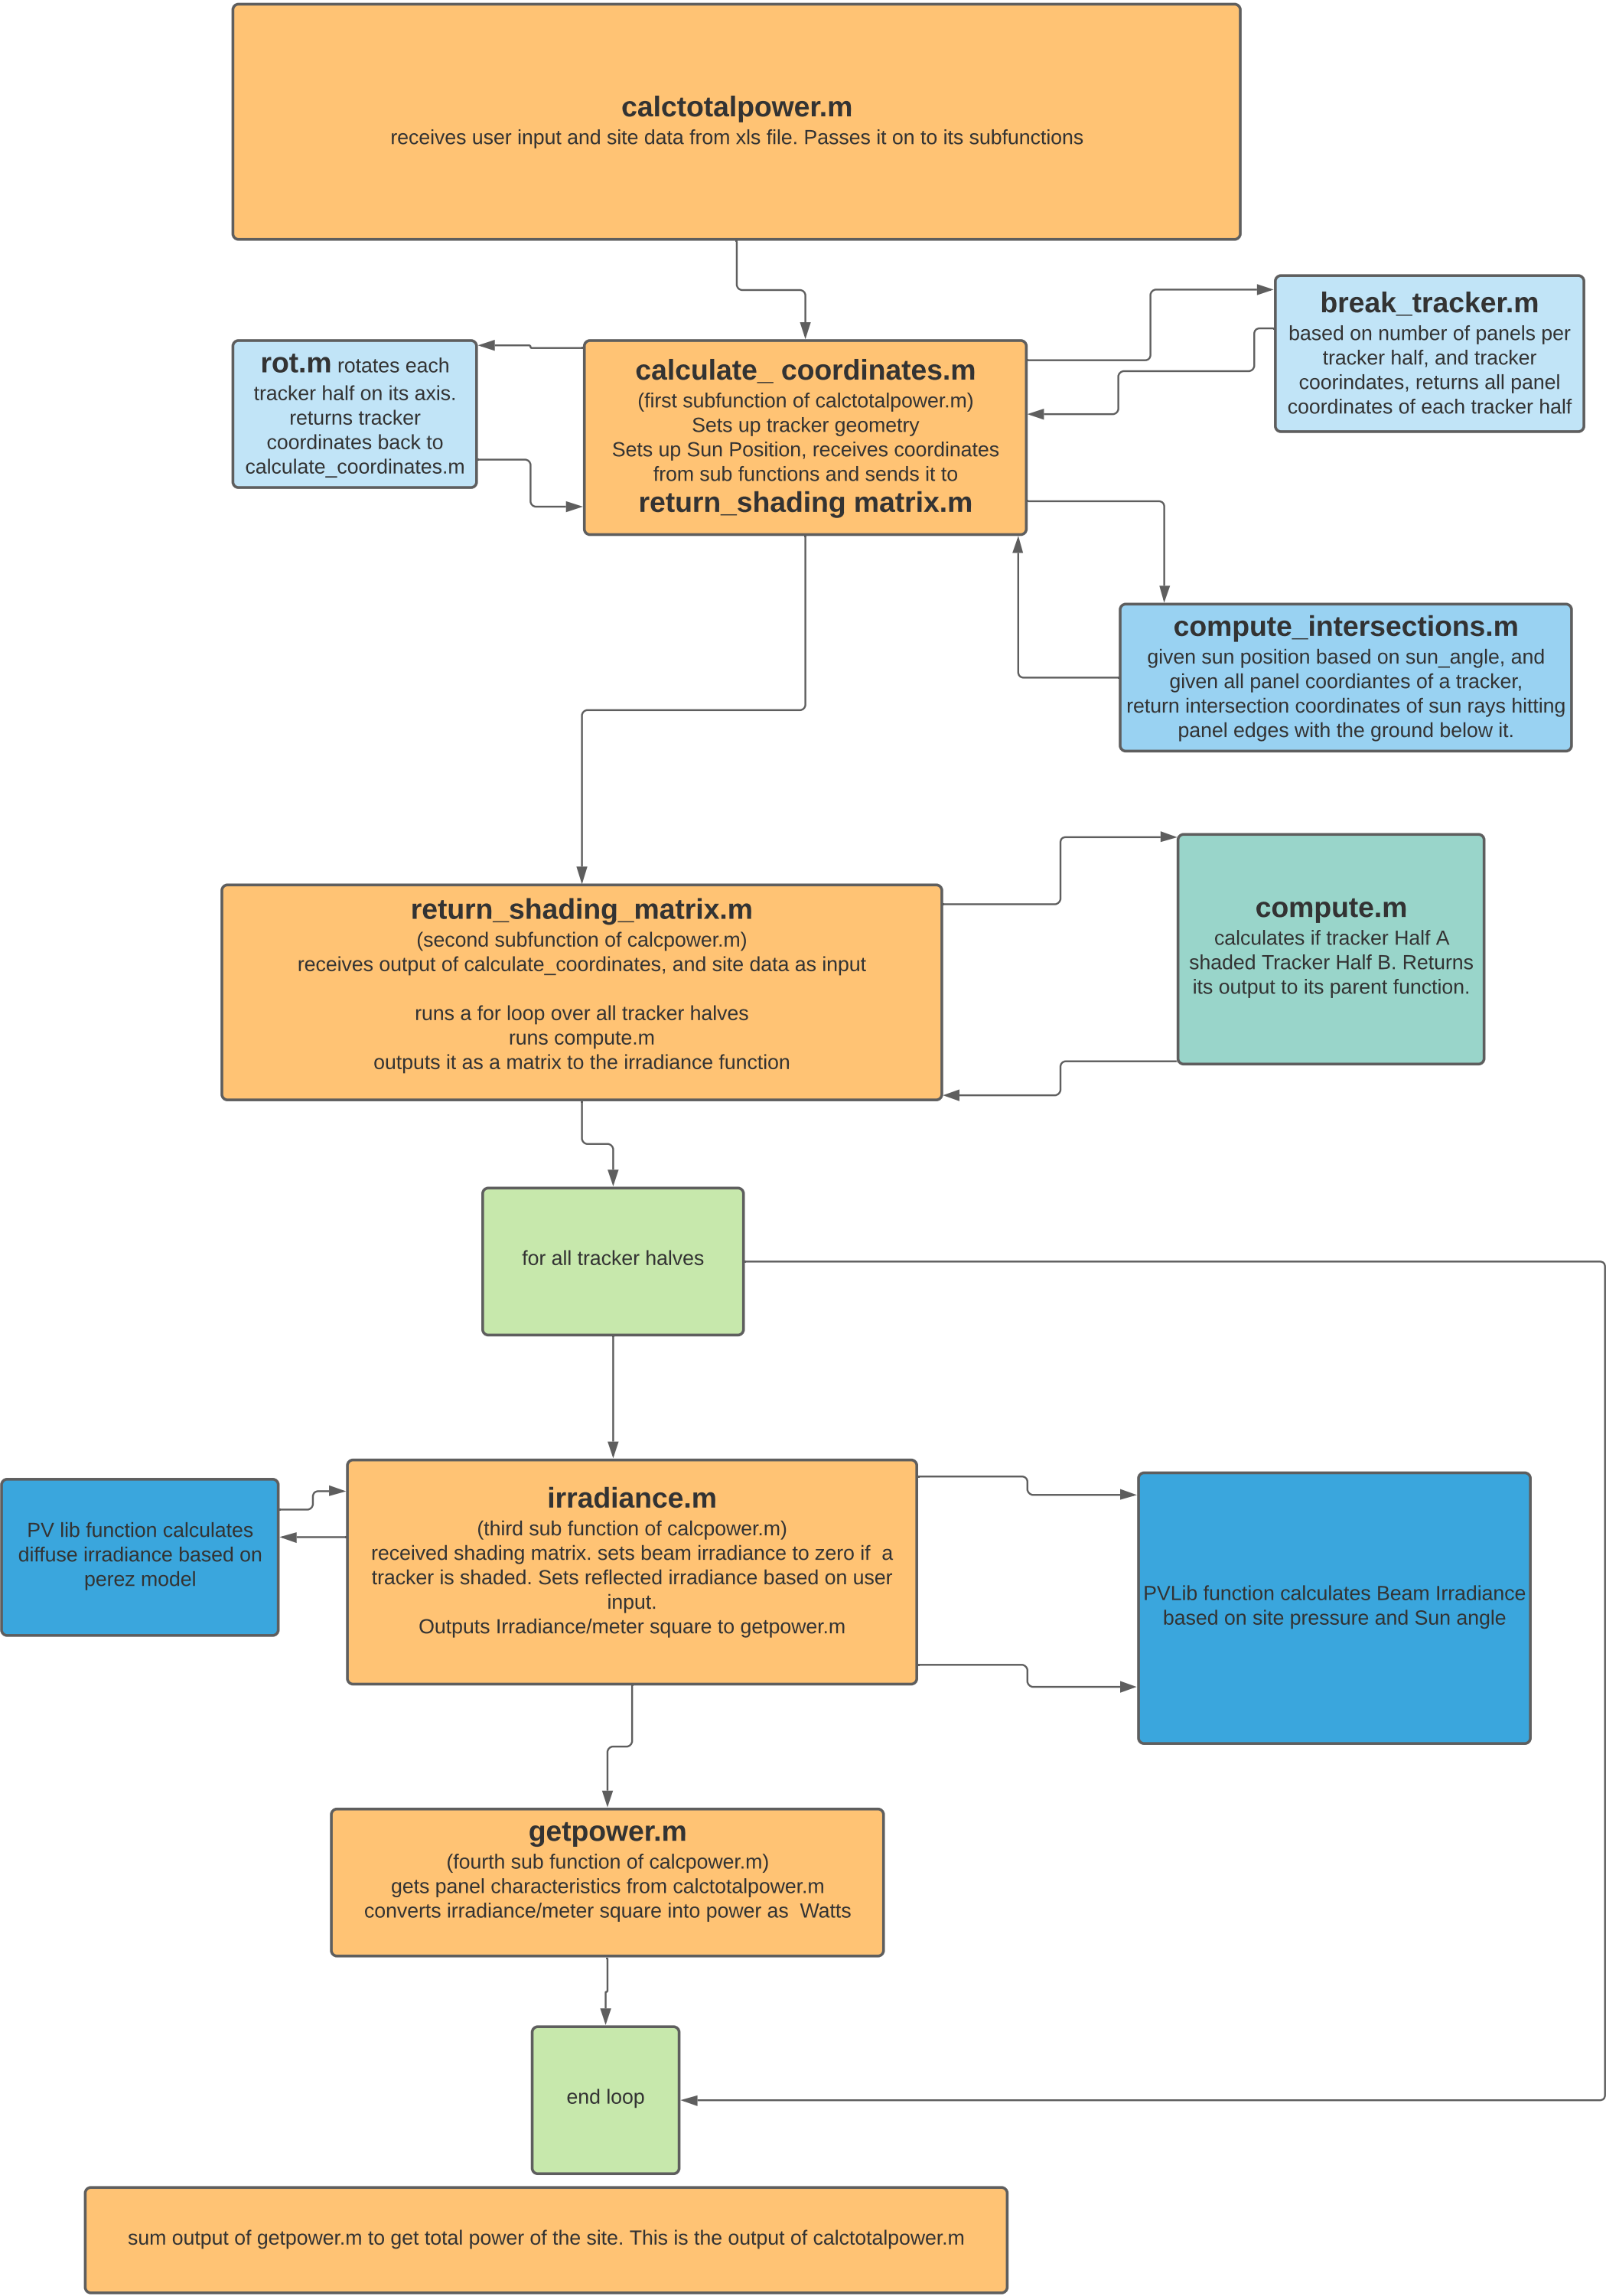 calctotalpower.m
receives user input and site data from xls file. Passes it on to its subfunctions
break_tracker.m
based on number of panels per
tracker half, and tracker
coorindates, returns all panel
coordinates of each tracker half
rot.m rotates each
tracker half on its axis.
returns tracker
coordinates back to
calculate_coordinates.m
calculate_ coordinates.m
(first subfunction of calctotalpower.m)
Sets up tracker geometry
Sets up Sun Position, receives coordinates
from sub functions and sends it to
return_shading matrix.m
compute_intersections.m
given sun position based on sun_angle, and
given all panel coordiantes of a tracker,
return intersection coordinates of sun rays hitting
panel edges with the ground below it.
return_shading_matrix.m
(second subfunction of calcpower.m)
receives output of calculate_coordinates, and site data as input
runs a for loop over all tracker halves
runs compute.m
outputs it as a matrix to the irradiance function
compute.m
calculates if tracker Half A
shaded Tracker Half B. Returns
its output to its parent function.
for all tracker halves
PV lib function calculates
diffuse irradiance based on
perez model
irradiance.m
(third sub function of calcpower.m)
received shading matrix. sets beam irradiance to zero if  a
tracker is shaded. Sets reflected irradiance based on user
input.
Outputs Irradiance/meter square to getpower.m
PVLib function calculates Beam Irradiance
based on site pressure and Sun angle
getpower.m
(fourth sub function of calcpower.m)
gets panel characteristics from calctotalpower.m
converts irradiance/meter square into power as  Watts
end loop
sum output of getpower.m to get total power of the site. This is the output of calctotalpower.m